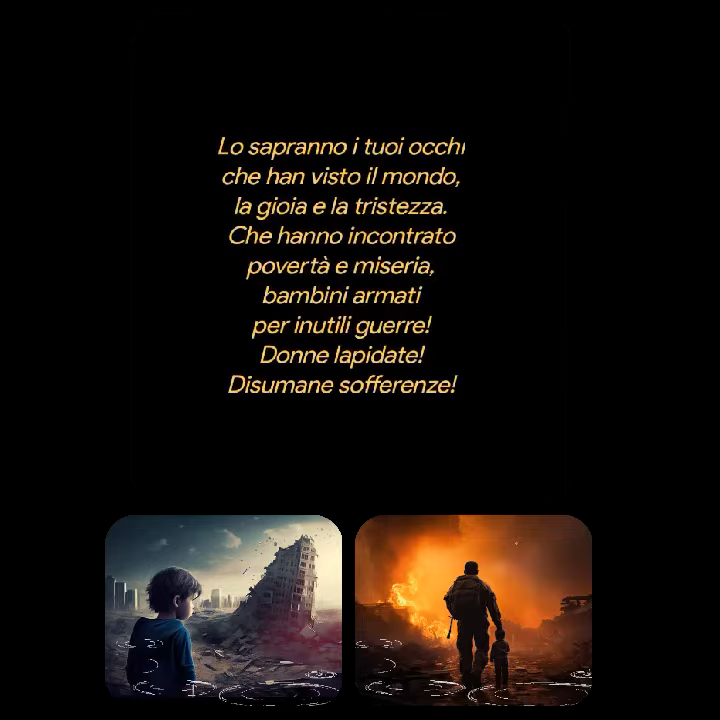 Lo sapranno i tuoi occhi
che han visto il mondo,
la gioia e la tristezza.
Che hanno incontrato
povertà e miseria,
bambini armati
per inutili guerre!
Donne lapidate!
Disumane sofferenze!